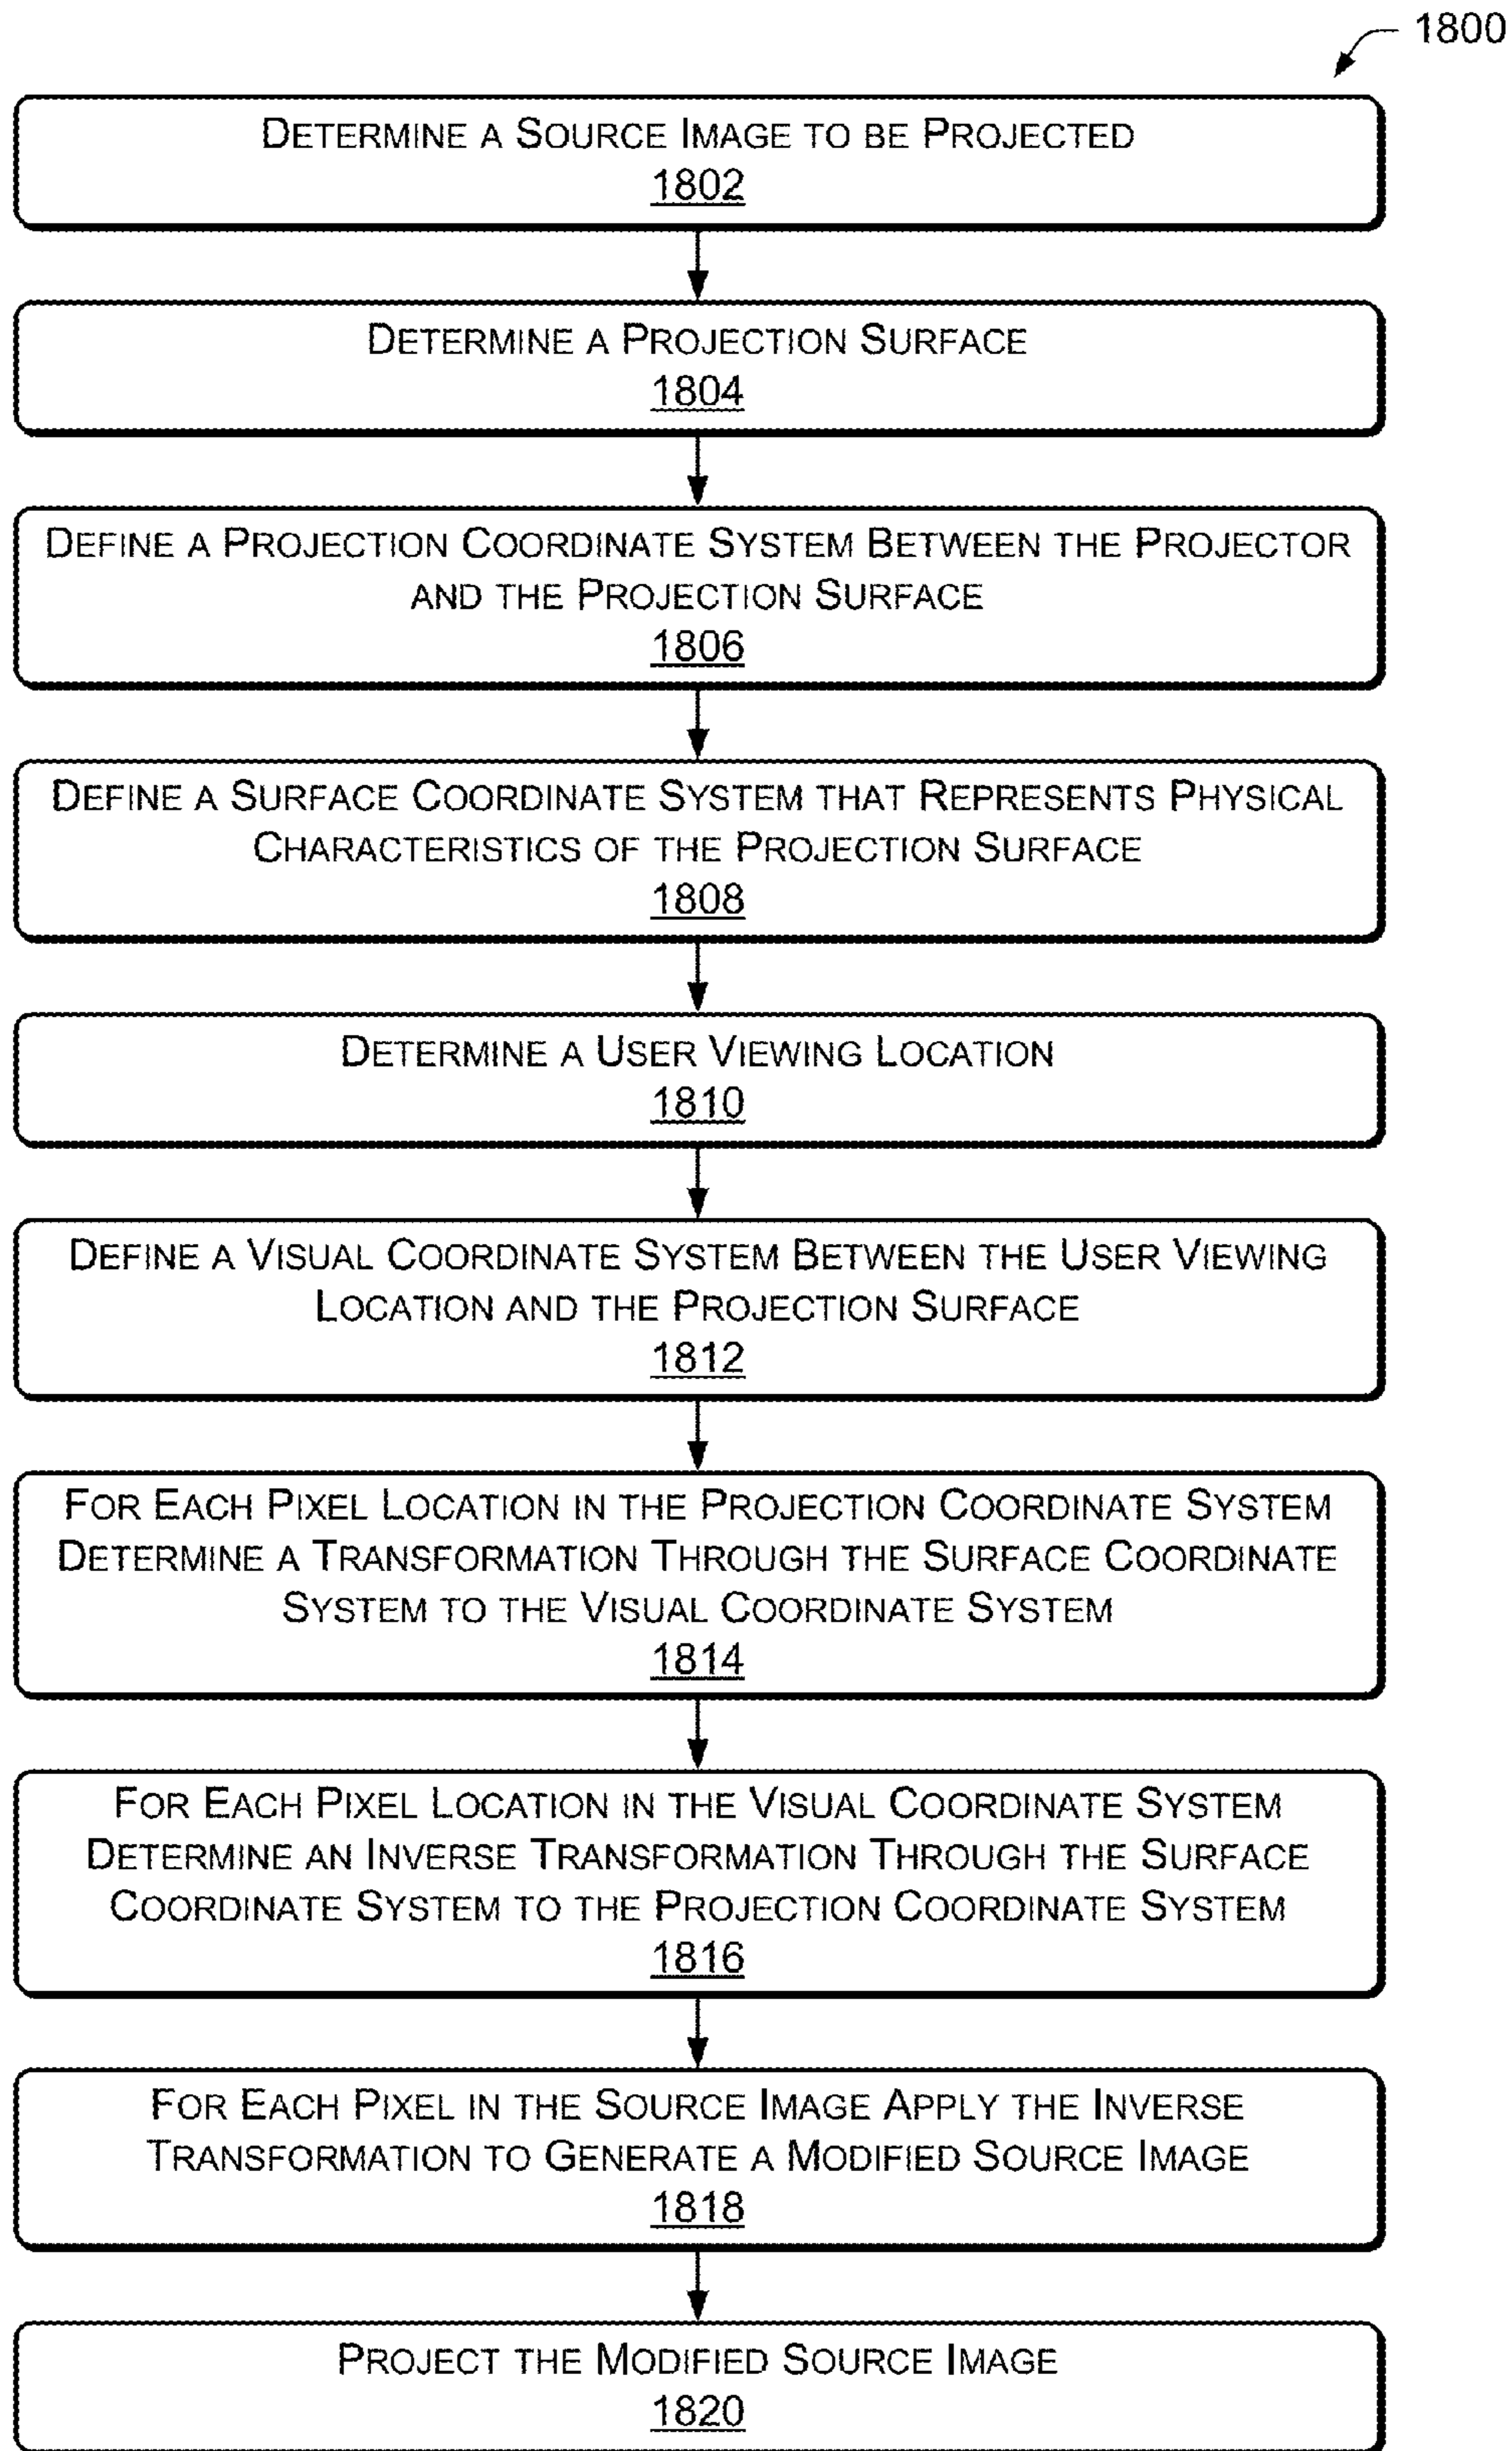 1800
DETERMINE A SOURCE IMAGE TO BE PROJECTED
1802
DETERMINE A PROJECTION SURFACE
1804
DEFINE A PROJECTION COORDINATE SYSTEM BETWEEN THE PROJECTOR
AND THE PROJECTION SURFACE
1806
DEFINE A SURFACE COORDINATE SYSTEM THAT REPRESENTS PHYSICAL
CHARACTERISTICS OF THE PROJECTION SURFACE
1808
DETERMINE A USER VIEWING LOCATION
1810
DEFINE A VISUAL COORDINATE SYSTEM BETWEEN THE USER VIEWING
LOCATION AND THE PROJECTION SURFACE
1812
FOR EACH PIXEL LOCATION IN THE PROJECTION COORDINATE SYSTEM
DETERMINE A TRANSFORMATION THROUGH THE SURFACE COORDINATE
SYSTEM TO THE VISUAL COORDINATE SYSTEM
1814
FOR EACH PIXEL LOCATION IN THE VISUAL COORDINATE SYSTEM
DETERMINE AN INVERSE TRANSFORMATION THROUGH THE SURFACE
COORDINATE SYSTEM TO THE PROJECTION COORDINATE SYSTEM
1816
FOR EACH PIXEL IN THE SOURCE IMAGE APPLY THE INVERSE
TRANSFORMATION TO GENERATE A MODIFIED SOURCE IMAGE
1818
PROJECT THE MODIFIED SOURCE IMAGE
1820